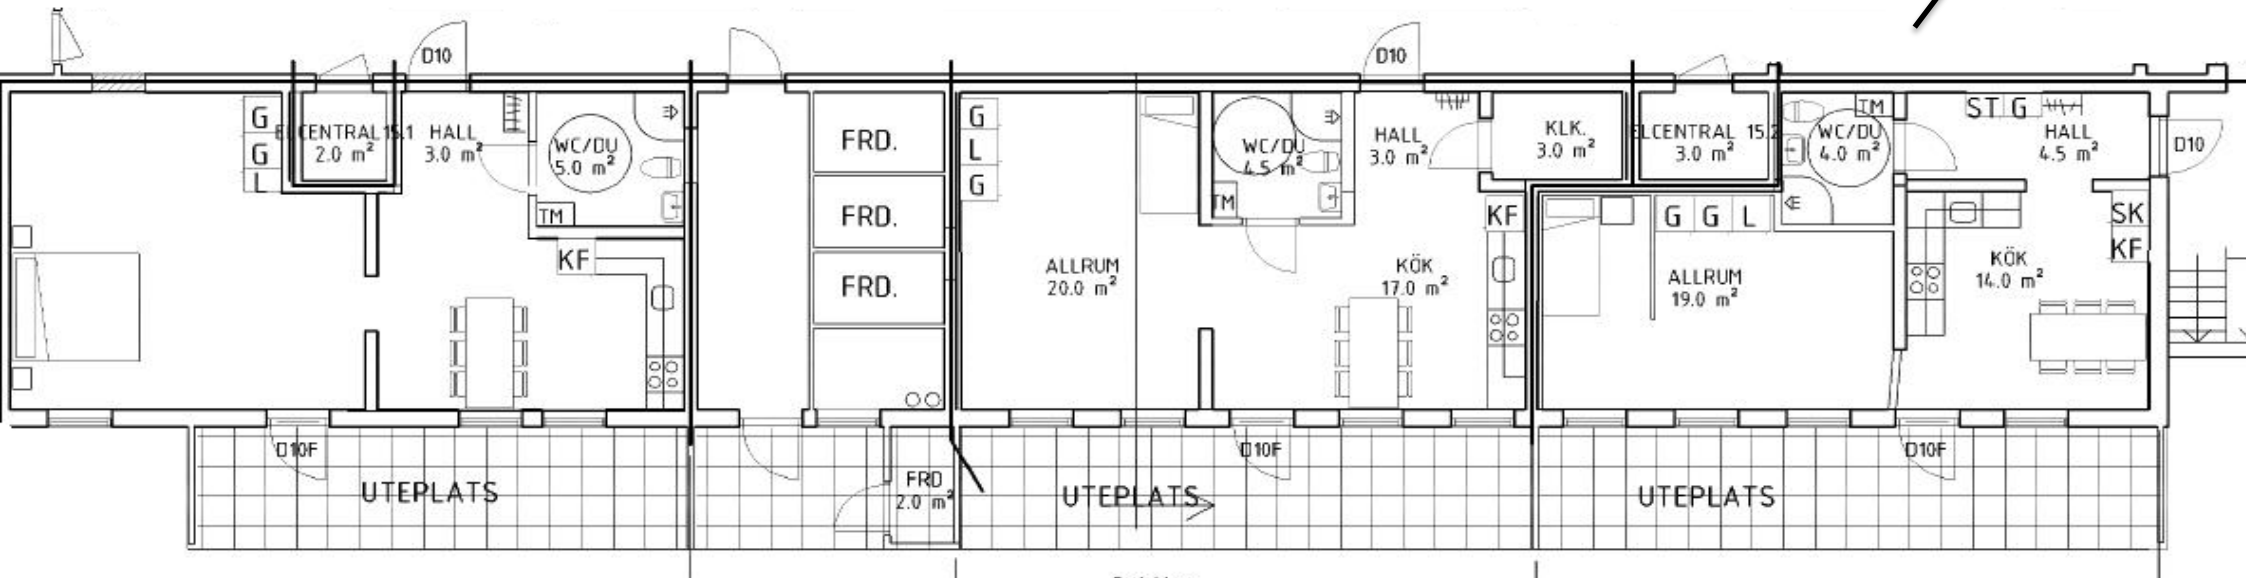 D10
G
G
L
ELCENTRAL 15.1
2.0 m²
HALL
3.0 m²
WC/DU
5.0 m²
TM
KF
D10F
UTEPLATS
FRD.
FRD.
FRD.
FRD
2.0 m²
G
L
G
ALLRUM
20.0 m²
WC/DU
4.5 m²
TM
D10
HALL
3.0 m²
KLK.
3.0 m²
KF
KÖK
17.0 m²
D10F
UTEPLATS
ELCENTRAL 15.2
3.0 m²
G G L
ALLRUM
19.0 m²
TM
WC/DU
4.0 m²
ST G
HALL
4.5 m²
D10
SK
KF
KÖK
14.0 m²
D10F
UTEPLATS